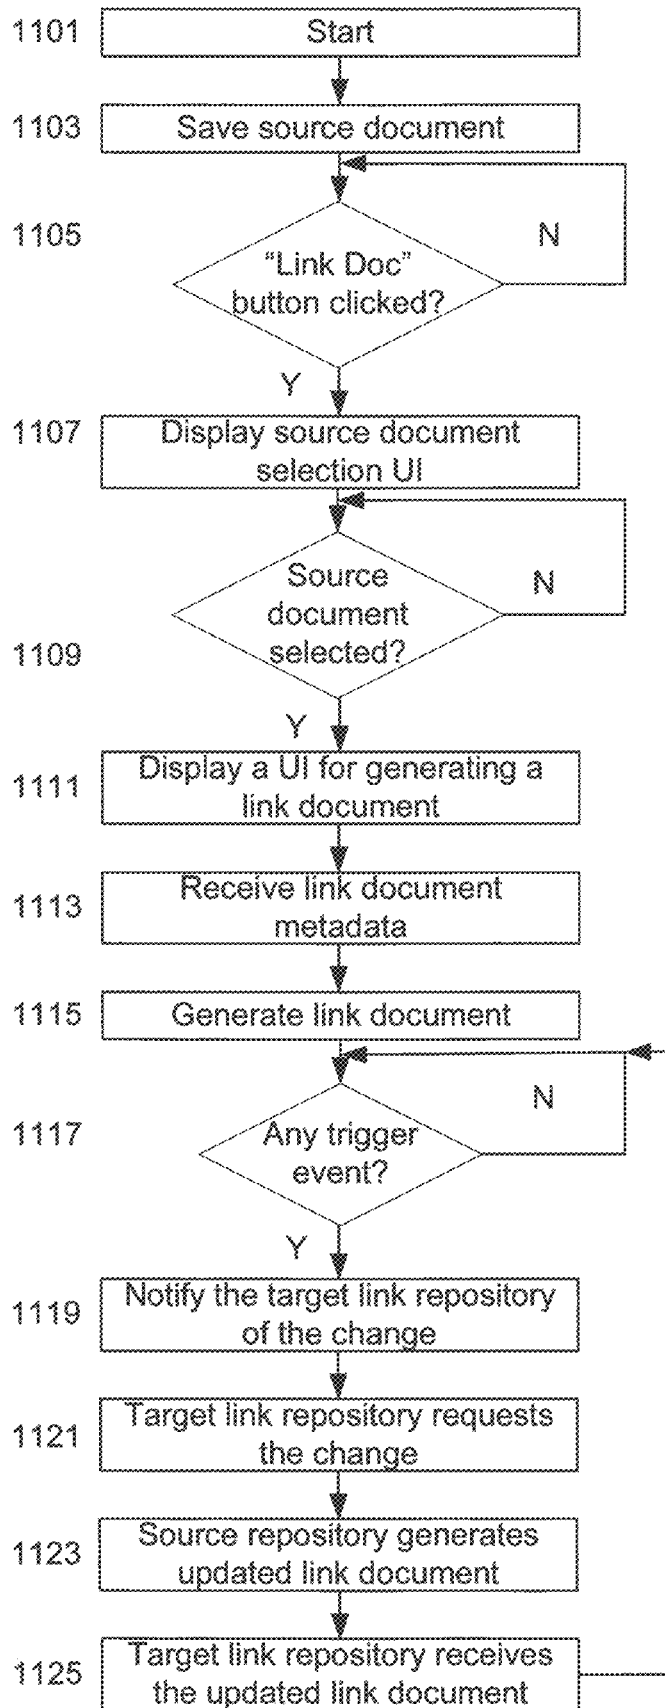 1101
Start
1103
Save source document
1105
N
“Link Doc”
button clicked?
Y
1107
Display source document
selection UI
N
Source
document
selected?
1109
Y
1111
Display a UI for generating a
link document
1113
Receive link document
metadata
1115
Generate link document
N
1117
Any trigger
event?
Y
1119
Notify the target link repository
of the change
1121
Target link repository requests
the change
1123
Source repository generates
updated link document
1125
Target link repository receives
the updated link document